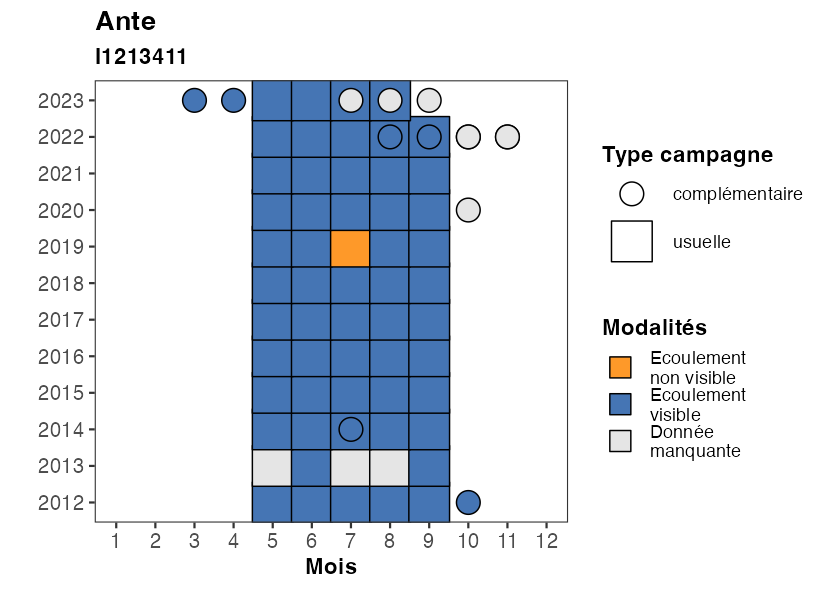 Ante
I1213411
2023
2022
2021
2020
2019
2018
2017
2016
2015
2014
2013
2012
1 2 3 4 5 6 7 8 9 10 11 12
Mois
Type campagne
complémentaire
usuelle
Modalités
Ecoulement
non visible
Ecoulement
visible
Donnée
manquante